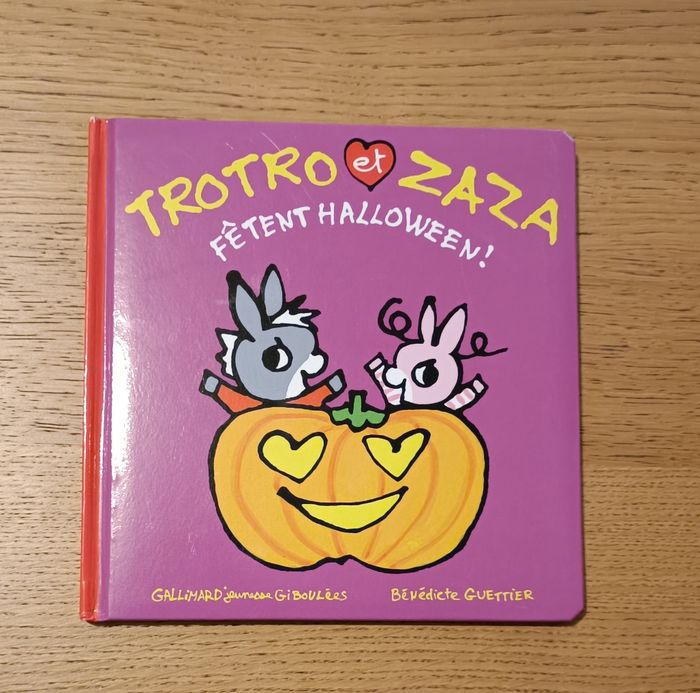 TROTRO et ZAZA
FÊTENT HALLOWEEN!
GALLIMARD jeunesse GIBOULÉES
BÉNÉDICTE GUETTIER